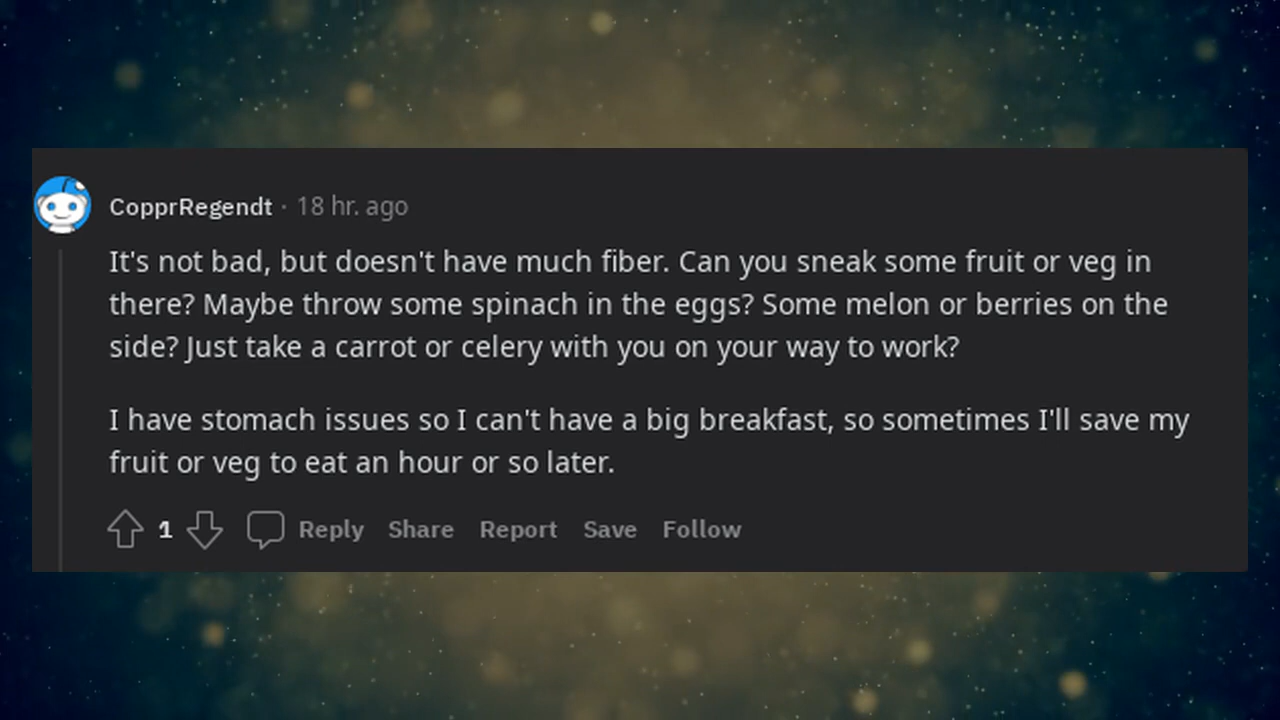 CopprRegendt · 18 hr. ago
It's not bad, but doesn't have much fiber. Can you sneak some fruit or veg in
there? Maybe throw some spinach in the eggs? Some melon or berries on the
side? Just take a carrot or celery with you on your way to work?
I have stomach issues so I can't have a big breakfast, so sometimes I'll save my
fruit or veg to eat an hour or so later.
1 Reply Share Report Save Follow